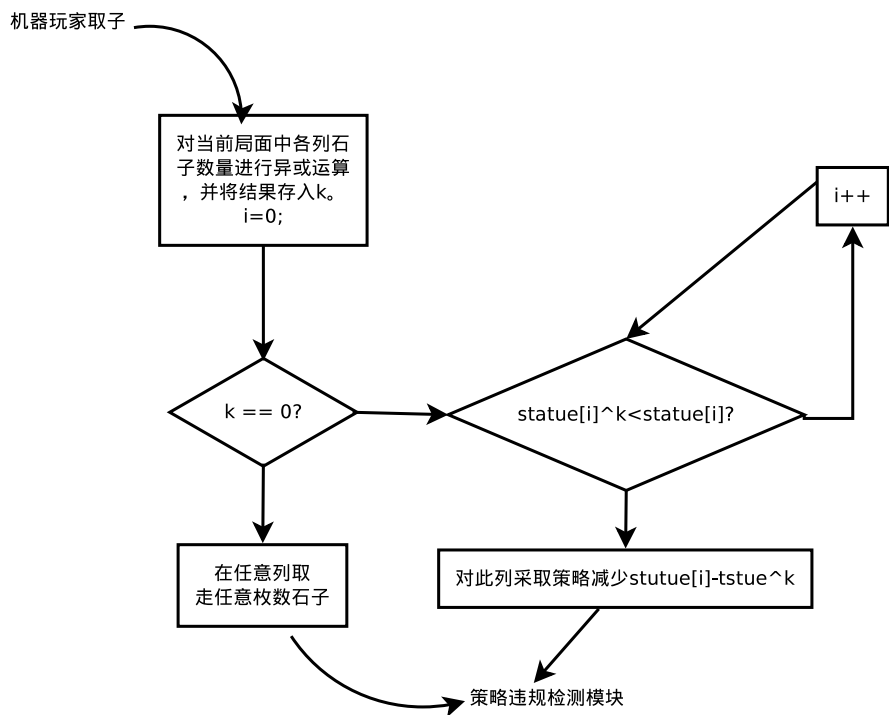 机器玩家取子
对当前局面中各列石
子数量进行异或运算
，并将结果存入k。
i=0;
i++
k == 0?
statue[i]^k<statue[i]?
在任意列取
走任意枚数石子
对此列采取策略减少stutue[i]-tstue^k
策略违规检测模块